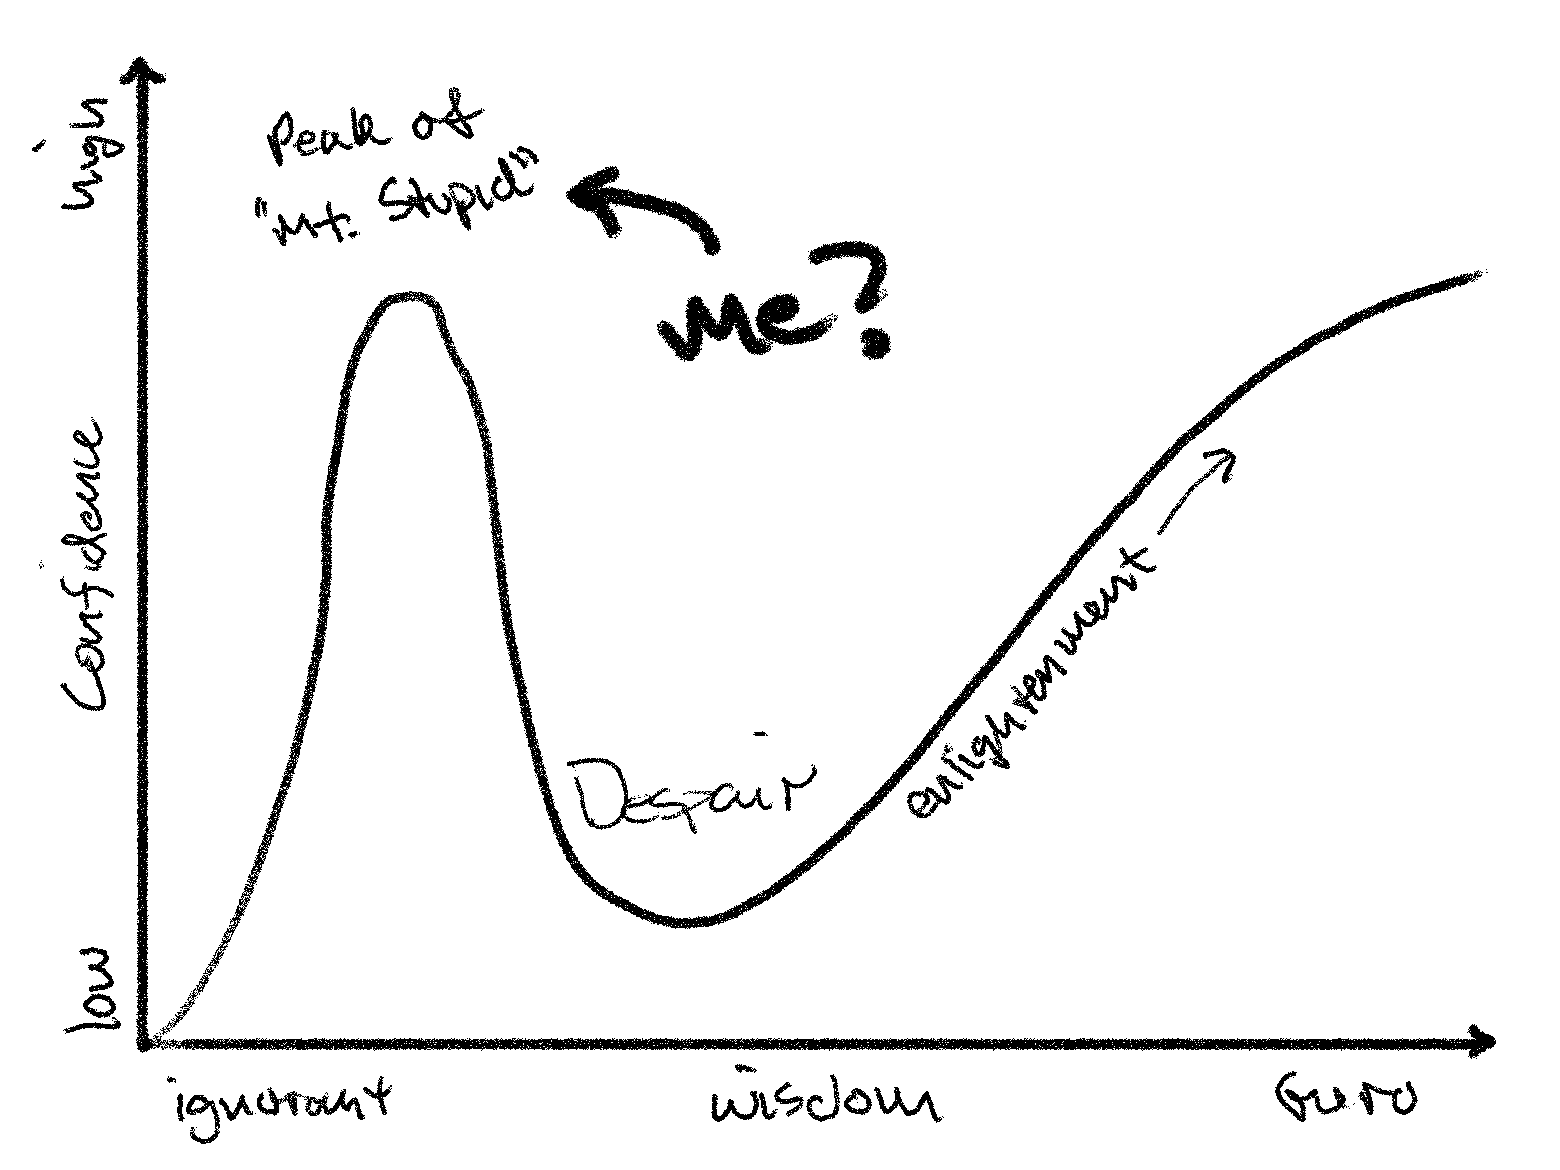 high
Peak of
"Mt. Stupid"
Me?
Confidence
Despair
enlightenment
low
ignorant
wisdom
Guru